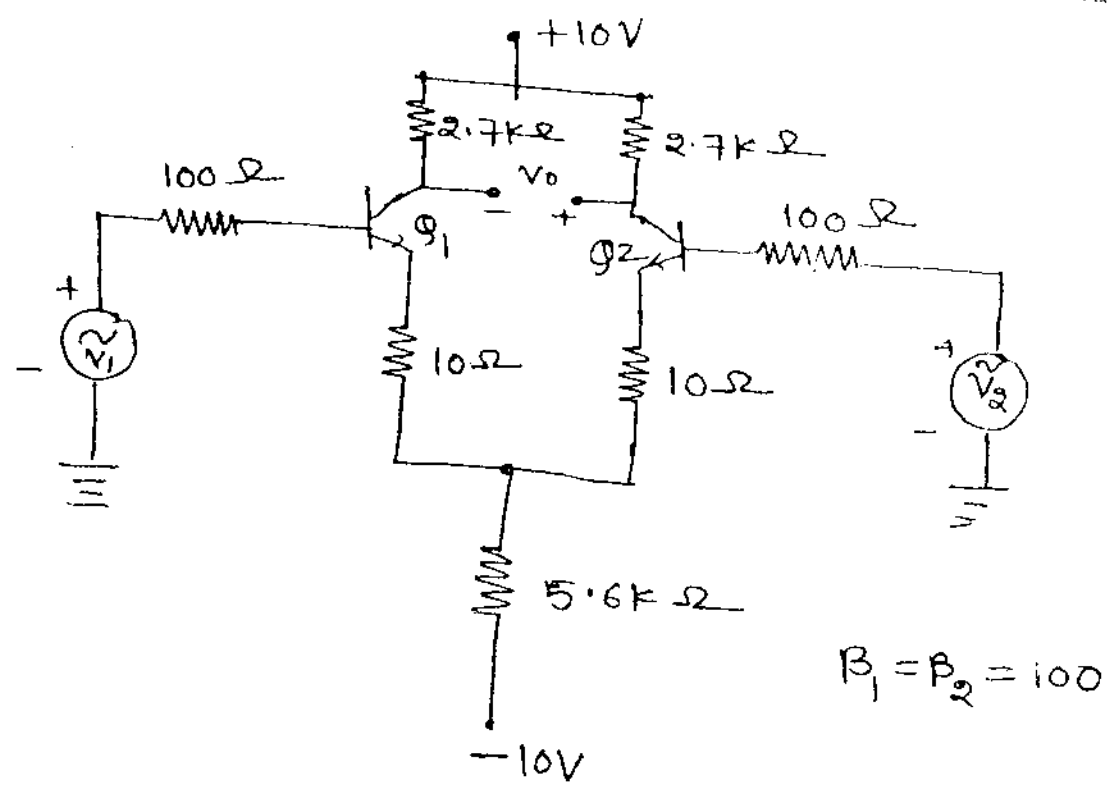 +10V
2.7KΩ
2.7KΩ
100Ω
V0
-
+
100Ω
Q1
Q2
+
V1
-
10Ω
10Ω
+
V2
-
5.6KΩ
β1 = β2 = 100
-10V